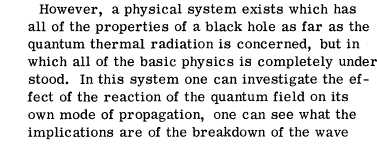 However, a physical system exists which has
all of the properties of a black hole as far as the
quantum thermal radiation is concerned, but in
which all of the basic physics is completely under
stood. In this system one can investigate the ef-
fect of the reaction of the quantum field on its
own mode of propagation, one can see what the
implications are of the breakdown of the wave